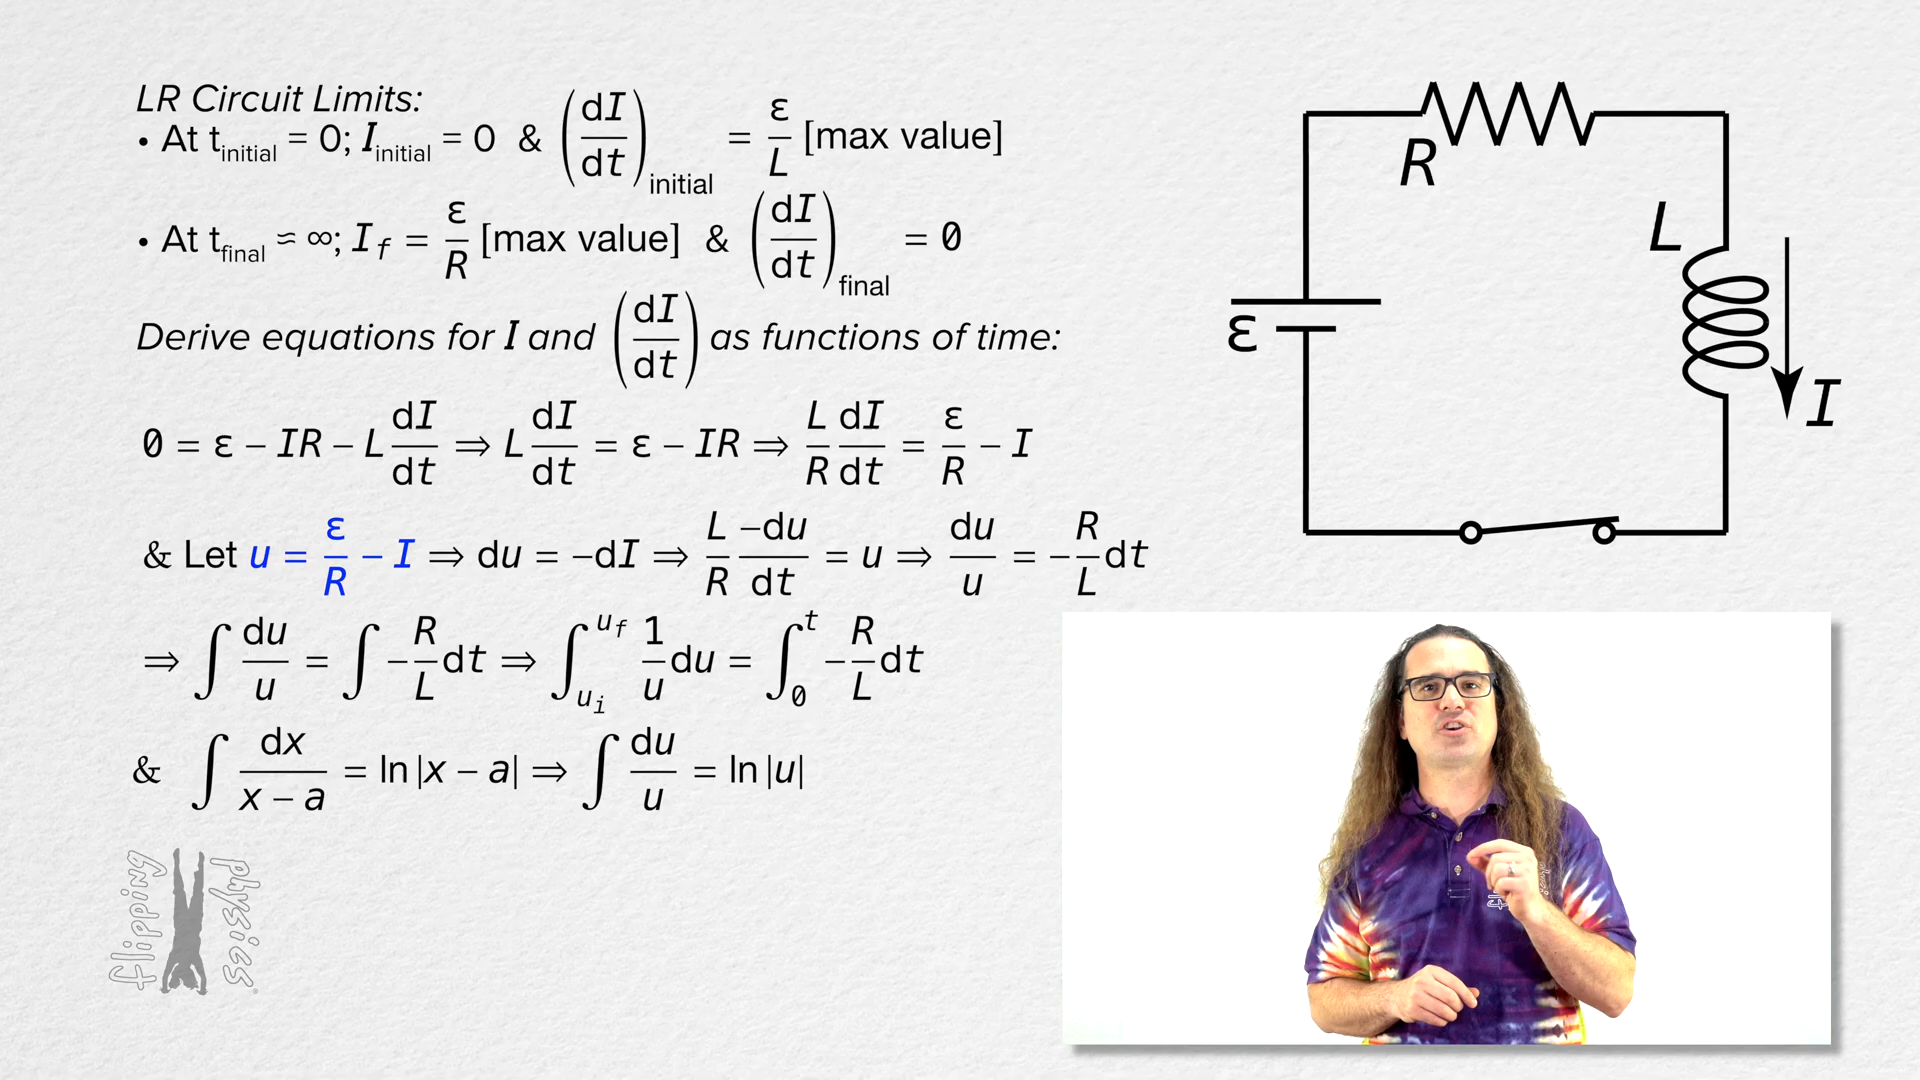 LR Circuit Limits:
• At t_initial = 0; I_initial = 0 & (dI/dt)_initial = ε/L [max value]
• At t_final ≈ ∞; I_f = ε/R [max value] & (dI/dt)_final = 0
Derive equations for I and (dI/dt) as functions of time:
0 = ε − IR − L dI/dt ⇒ L dI/dt = ε − IR ⇒ L/R dI/dt = ε/R − I
& Let u = ε/R − I ⇒ du = −dI ⇒ L/R −du/dt = u ⇒ du/u = −R/L dt
⇒ ∫ du/u = ∫ −R/L dt ⇒ ∫_{u_i}^{u_f} 1/u du = ∫_0^t −R/L dt
& ∫ dx/(x − a) = ln|x − a| ⇒ ∫ du/u = ln|u|
R
L
ε
I
flipping
physics